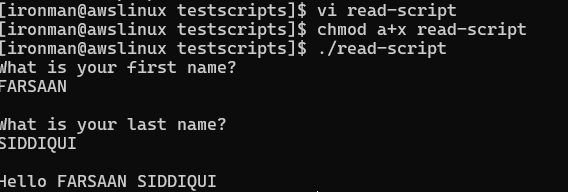 [ironman@awslinux testscripts]$ vi read-script
[ironman@awslinux testscripts]$ chmod a+x read-script
[ironman@awslinux testscripts]$ ./read-script
What is your first name?
FARSAAN
What is your last name?
SIDDIQUI
Hello FARSAAN SIDDIQUI